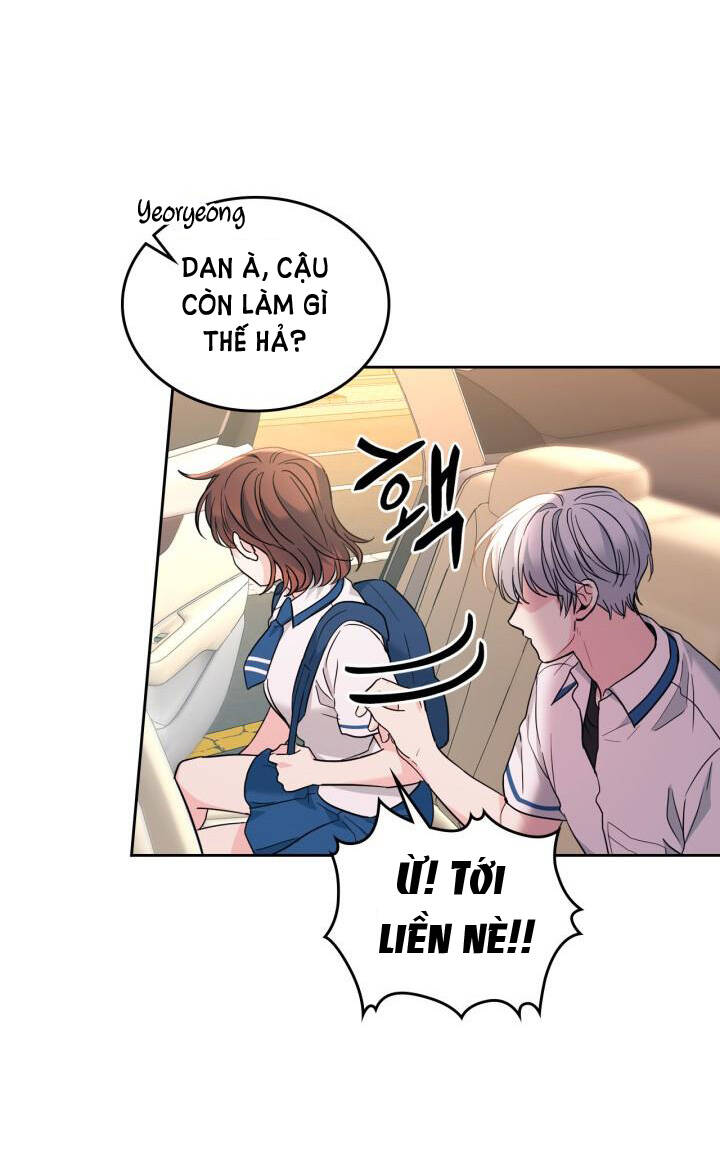 Yeoryeong
DAN À, CẬU
CÒN LÀM GÌ
THẾ HẢ?
홱
Ừ! TỚI
LIỀN NÈ!!